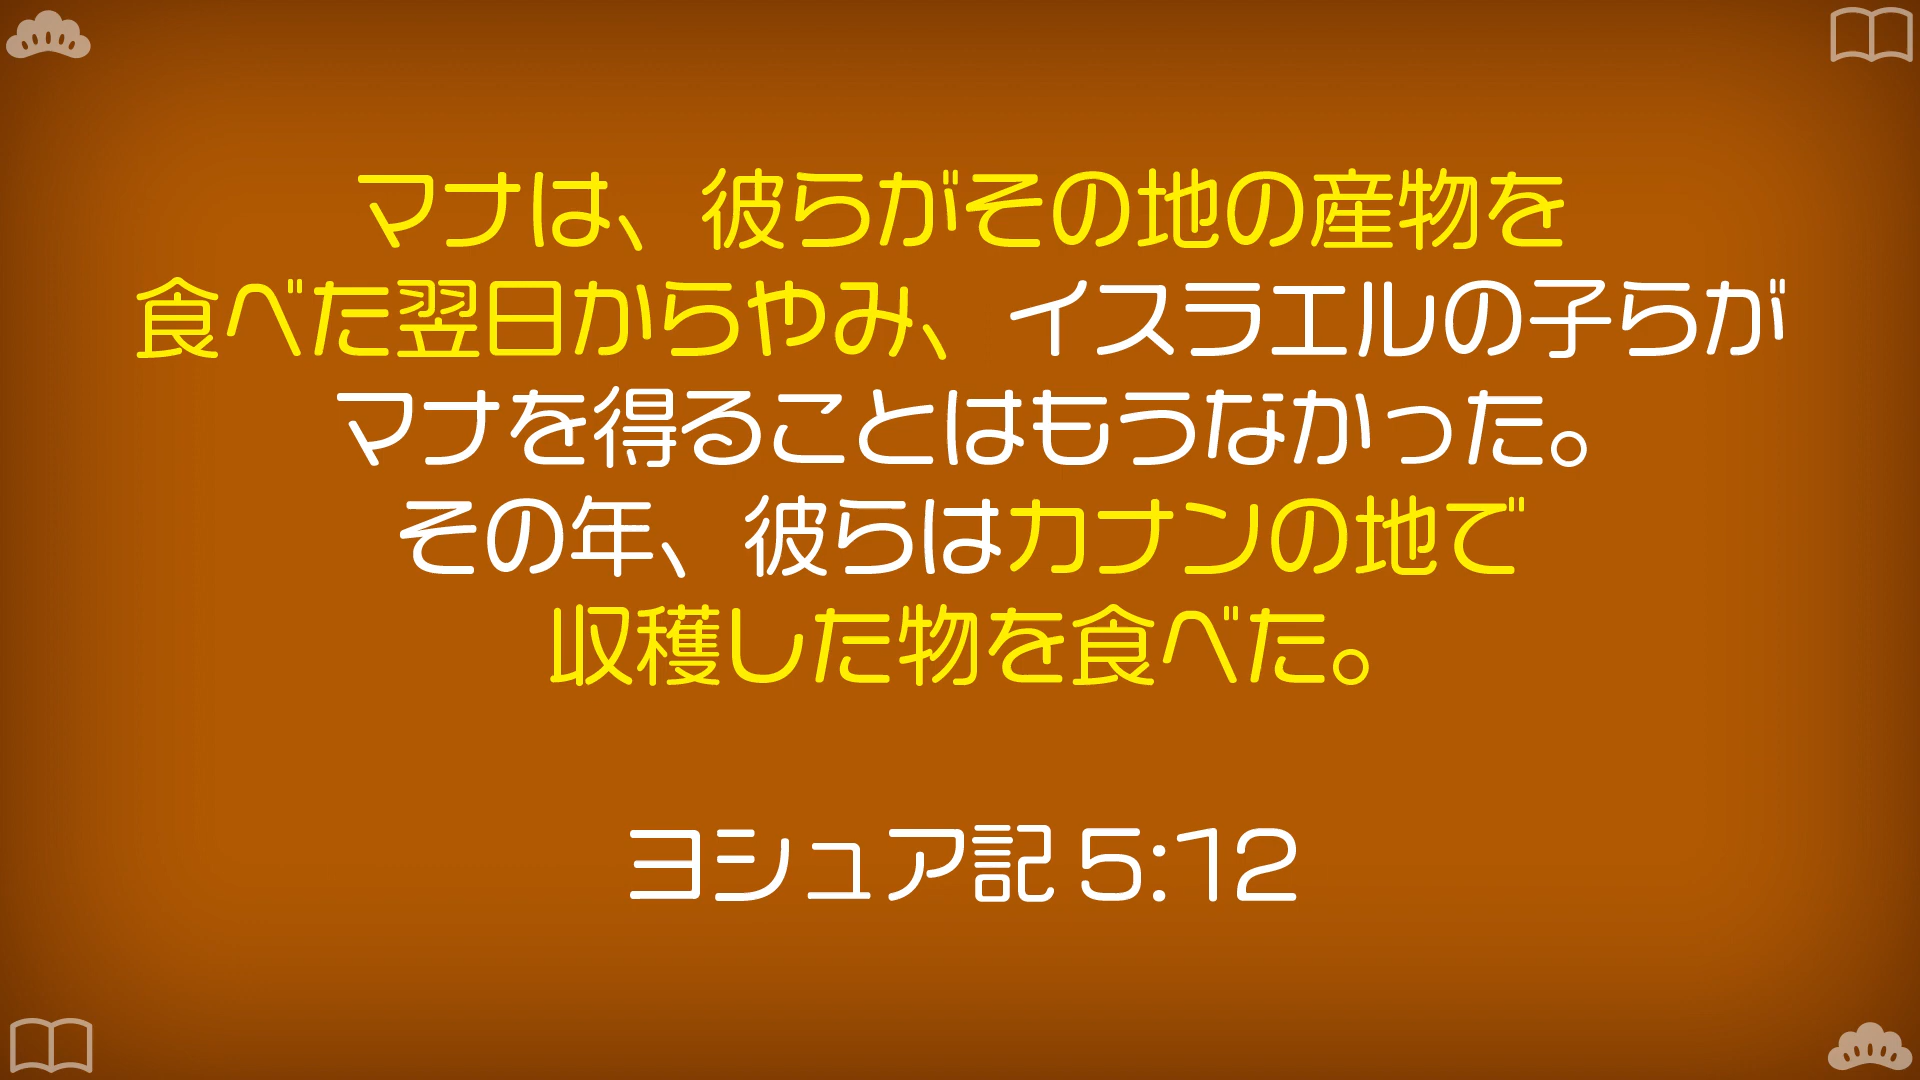 マナは、彼らがその地の産物を
食べた翌日からやみ、イスラエルの子らが
マナを得ることはもうなかった。
その年、彼らはカナンの地で
収穫した物を食べた。
ヨシュア記 5:12